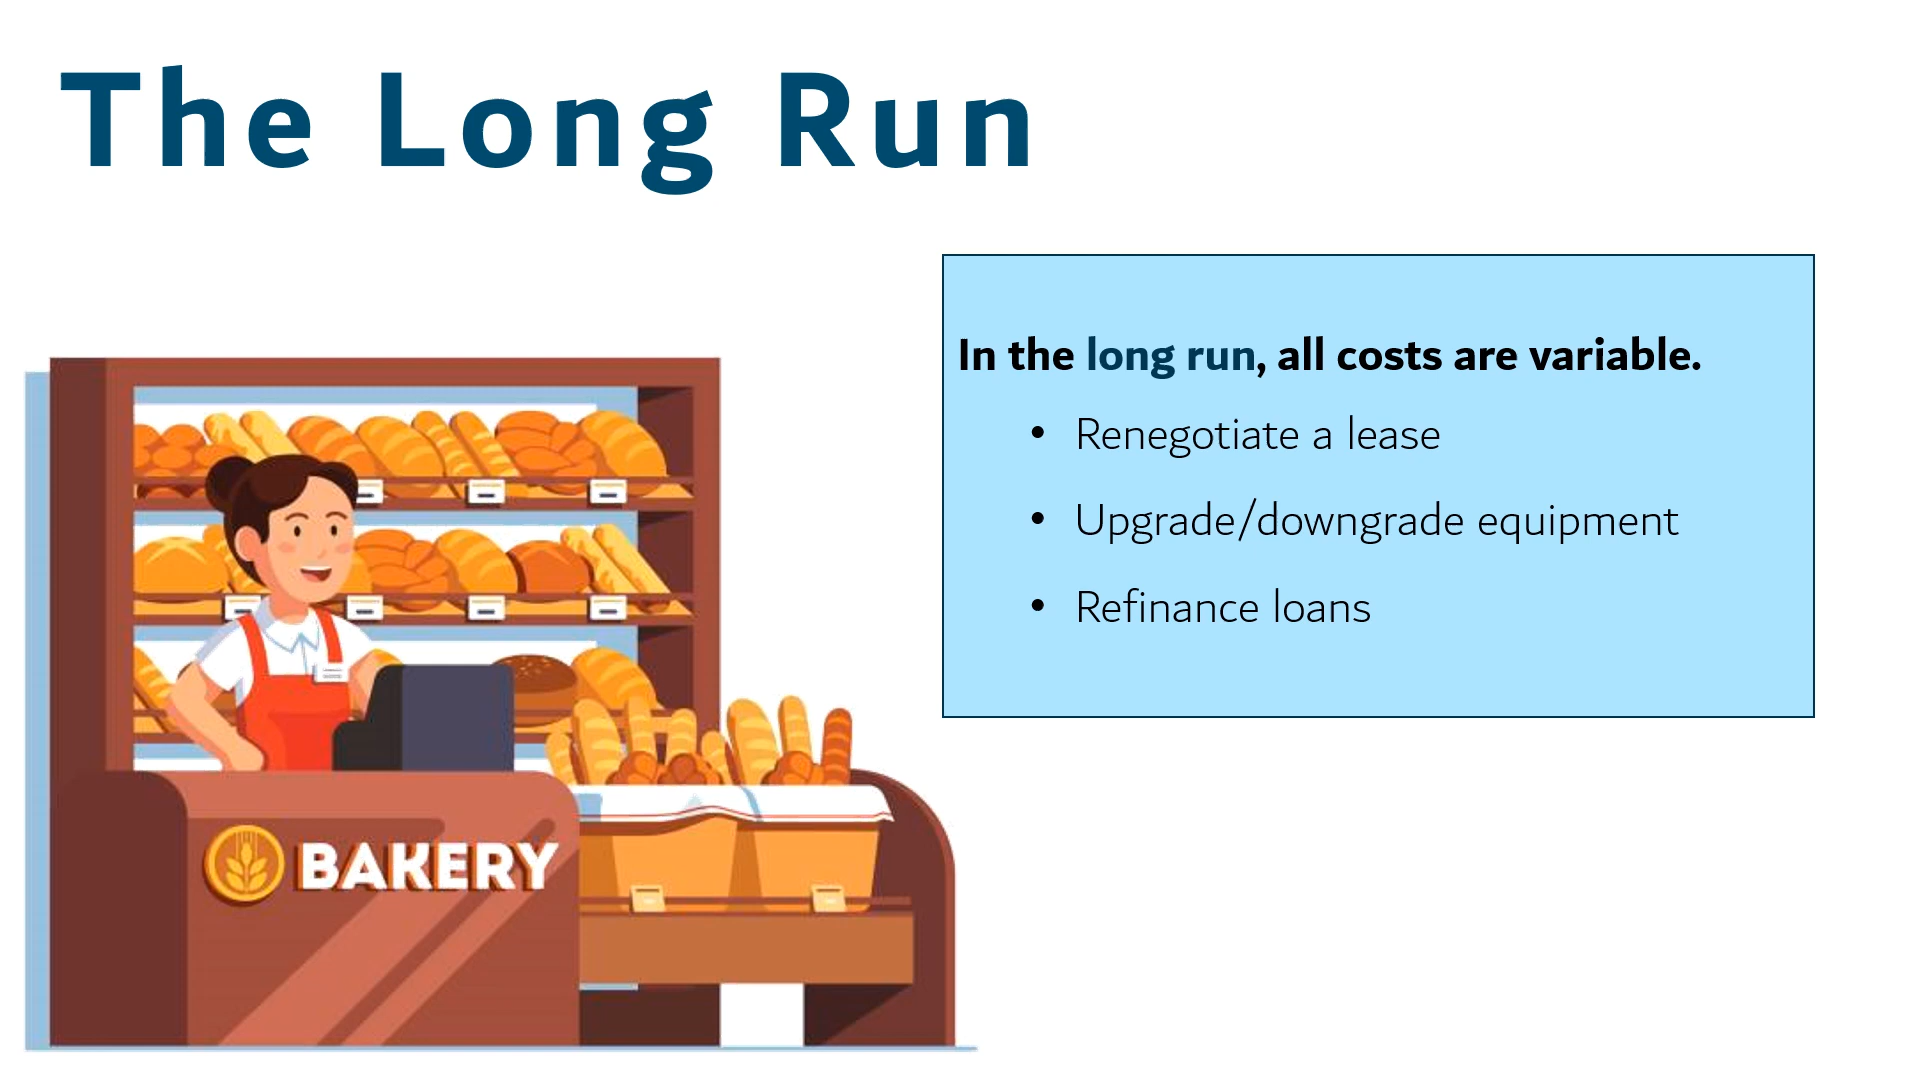 The Long Run
In the long run, all costs are variable.
• Renegotiate a lease
• Upgrade/downgrade equipment
• Refinance loans
BAKERY